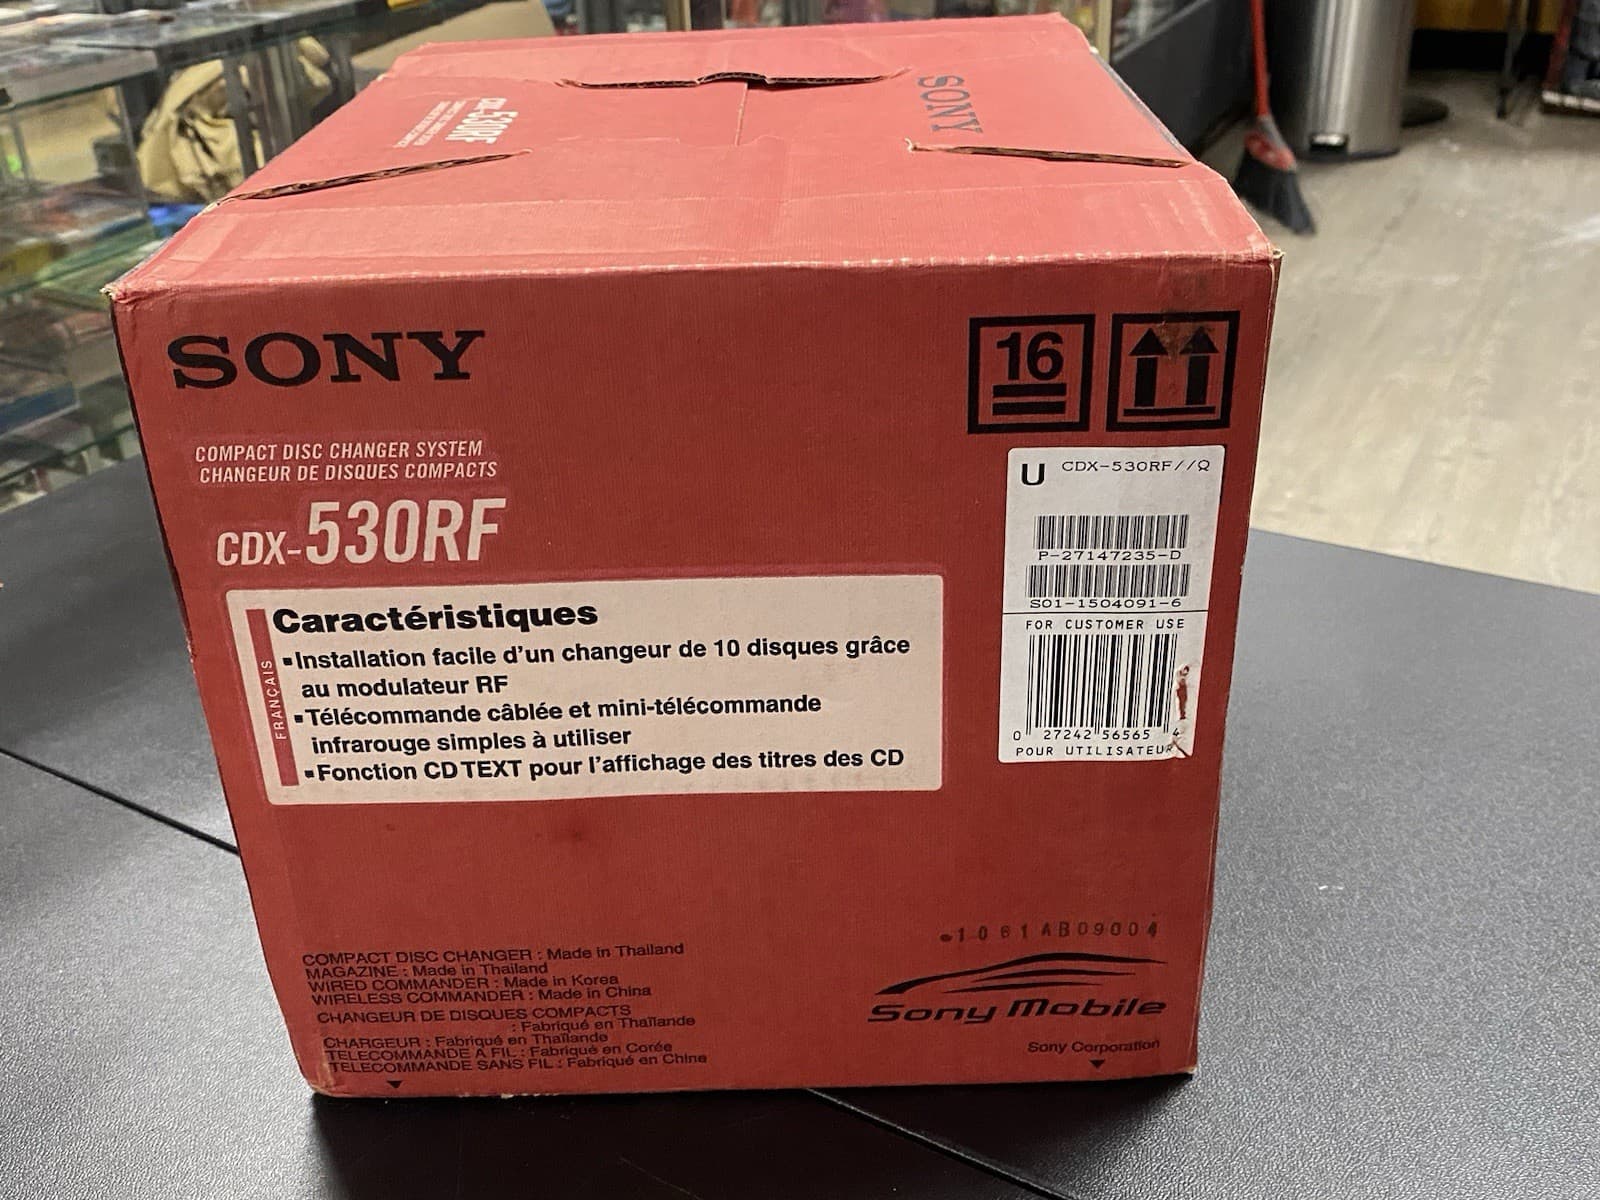 SONY
CDX-530RF
SONY
16
COMPACT DISC CHANGER SYSTEM
CHANGEUR DE DISQUES COMPACTS
CDX-530RF
U CDX-530RF//Q
P-27147235-D
S01-1504091-6
FOR CUSTOMER USE
0 27242 56565 4
POUR UTILISATEUR
FRANÇAIS
Caractéristiques
▪Installation facile d'un changeur de 10 disques grâce
au modulateur RF
▪Télécommande câblée et mini-télécommande
infrarouge simples à utiliser
▪Fonction CD TEXT pour l'affichage des titres des CD
COMPACT DISC CHANGER : Made in Thailand
MAGAZINE : Made in Thailand
WIRED COMMANDER : Made in Korea
WIRELESS COMMANDER : Made in China
CHANGEUR DE DISQUES COMPACTS
: Fabriqué en Thaïlande
CHARGEUR : Fabriqué en Thaïlande
TELECOMMANDE A FIL : Fabriqué en Corée
TELECOMMANDE SANS FIL : Fabriqué en Chine
1061AB09004
Sony Mobile
Sony Corporation